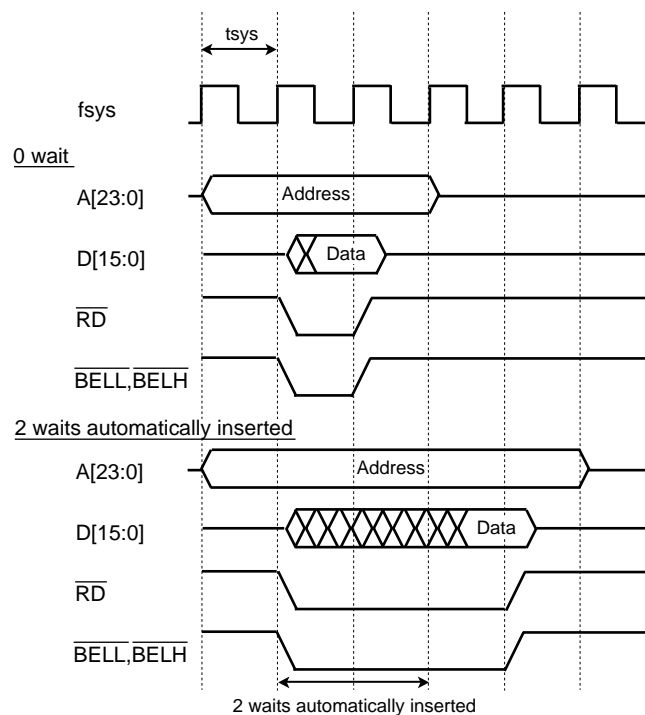 tsys
fsys
0 wait
A[23:0]
Address
D[15:0]
Data
RD
BELL,BELH
2 waits automatically inserted
A[23:0]
Address
D[15:0]
Data
RD
BELL,BELH
2 waits automatically inserted